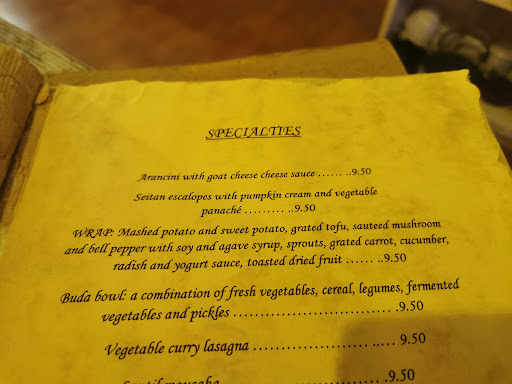 SPECIALTIES
Arancini with goat cheese cheese sauce …… ..9.50
Seitan escalopes with pumpkin cream and vegetable
panaché ……… ..9.50
WRAP: Mashed potato and sweet potato, grated tofu, sauteed mushroom
and bell pepper with soy and agave syrup, sprouts, grated carrot, cucumber,
radish and yogurt sauce, toasted dried fruit …… ..9.50
Buda bowl: a combination of fresh vegetables, cereal, legumes, fermented
vegetables and pickles ………………………… .9.50
Vegetable curry lasagna ………………… ..… 9.50
.9.50